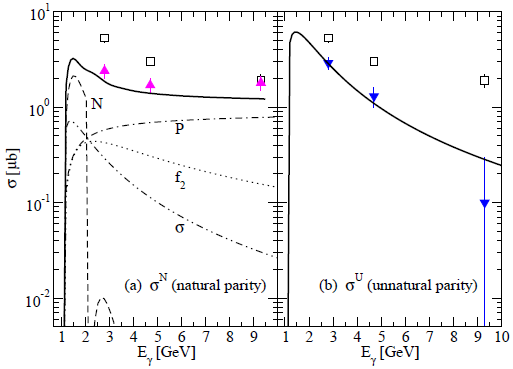 10¹
10⁰
10⁻¹
10⁻²
σ [μb]
N
P
f₂
σ
(a) σᴺ (natural parity)
(b) σᵁ (unnatural parity)
1 2 3 4 5 6 7 8 9 1 2 3 4 5 6 7 8 9 10
E_γ [GeV] E_γ [GeV]